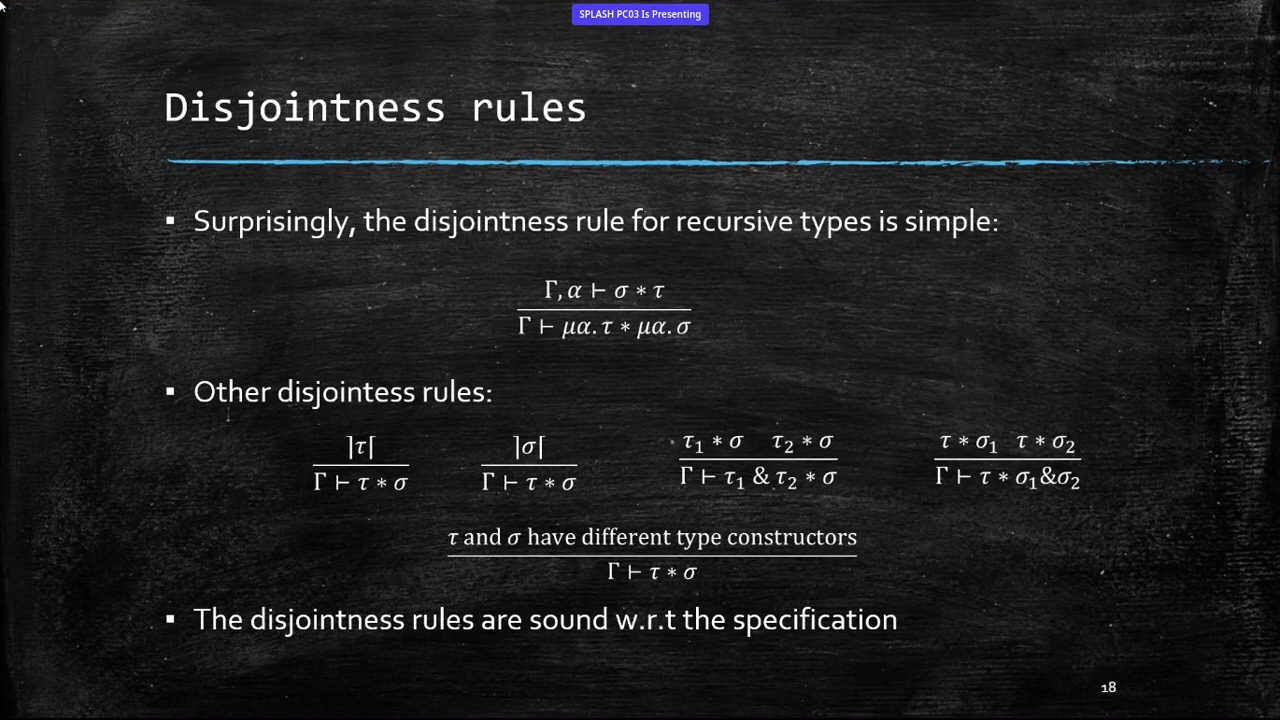 SPLASH PC03 Is Presenting
Disjointness rules
▪ Surprisingly, the disjointness rule for recursive types is simple:
Γ, α ⊢ σ ∗ τ
Γ ⊢ μα. τ ∗ μα. σ
▪ Other disjointess rules:
⌉τ⌈ ⌉σ⌈ τ₁ ∗ σ τ₂ ∗ σ τ ∗ σ₁ τ ∗ σ₂
Γ ⊢ τ ∗ σ Γ ⊢ τ ∗ σ Γ ⊢ τ₁ & τ₂ ∗ σ Γ ⊢ τ ∗ σ₁&σ₂
τ and σ have different type constructors
Γ ⊢ τ ∗ σ
▪ The disjointness rules are sound w.r.t the specification
18